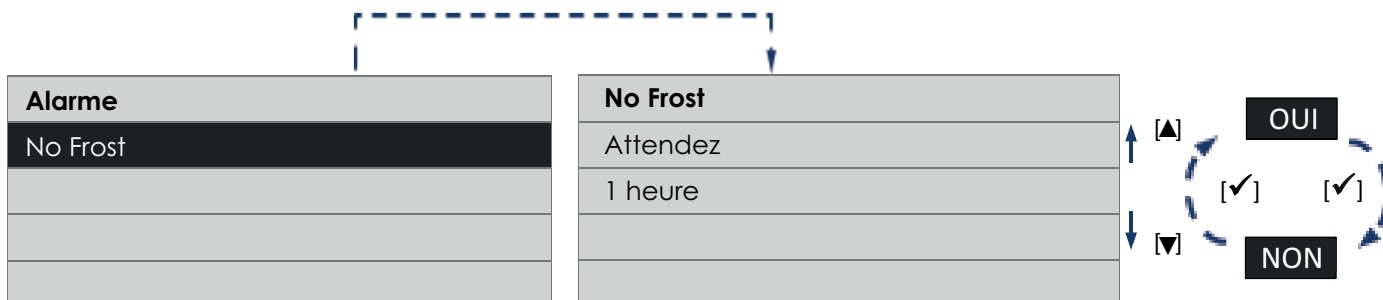 Alarme
No Frost
No Frost
Attendez
1 heure
[▲]
[▼]
OUI
[✓] [✓]
NON